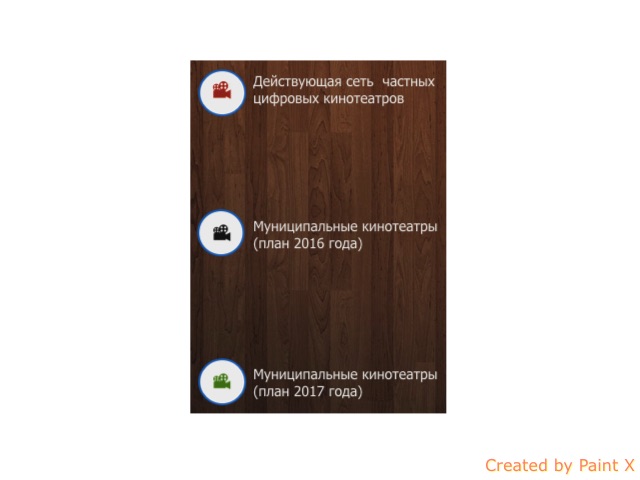 Действующая сеть частных
цифровых кинотеатров
Муниципальные кинотеатры
(план 2016 года)
Муниципальные кинотеатры
(план 2017 года)
Created by Paint X